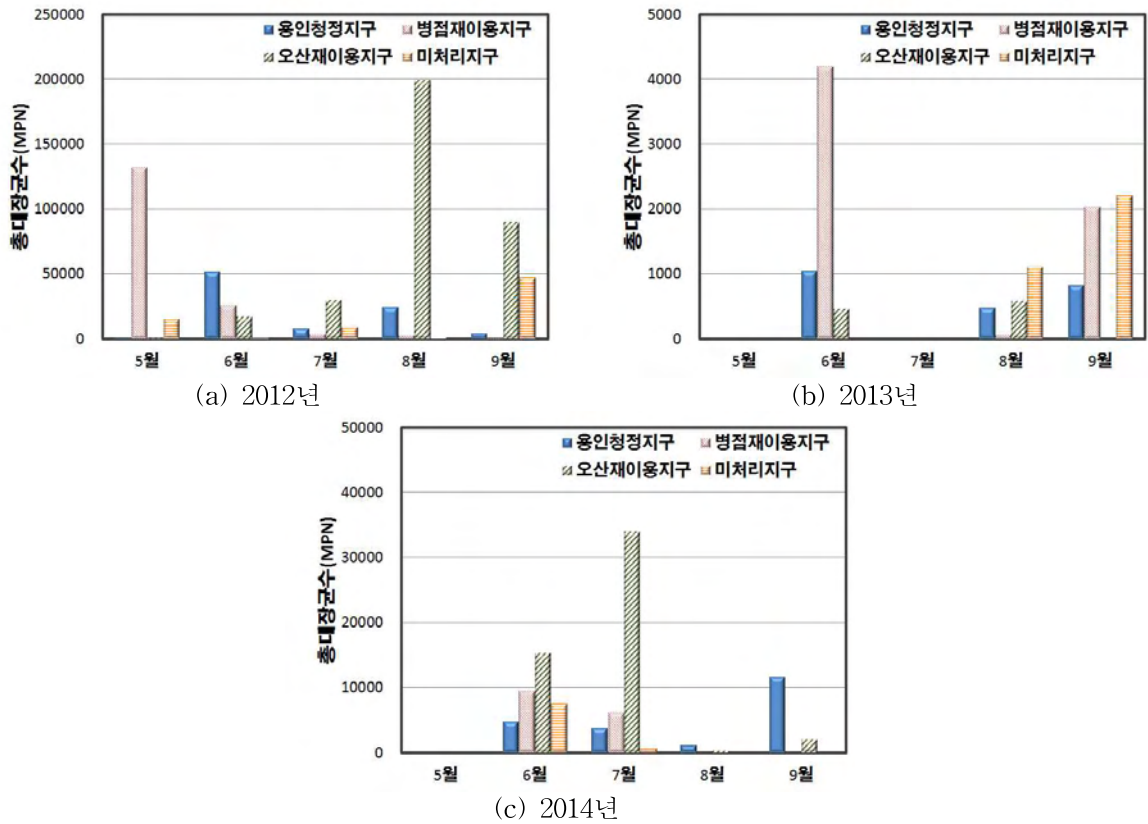 용인청정지구 병점재이용지구
오산재이용지구 미처리지구
총대장균수(MPN)
250000
200000
150000
100000
50000
0
5월 6월 7월 8월 9월
(a) 2012년
용인청정지구 병점재이용지구
오산재이용지구 미처리지구
총대장균수(MPN)
5000
4000
3000
2000
1000
0
5월 6월 7월 8월 9월
(b) 2013년
용인청정지구 병점재이용지구
오산재이용지구 미처리지구
총대장균수(MPN)
50000
40000
30000
20000
10000
0
5월 6월 7월 8월 9월
(c) 2014년